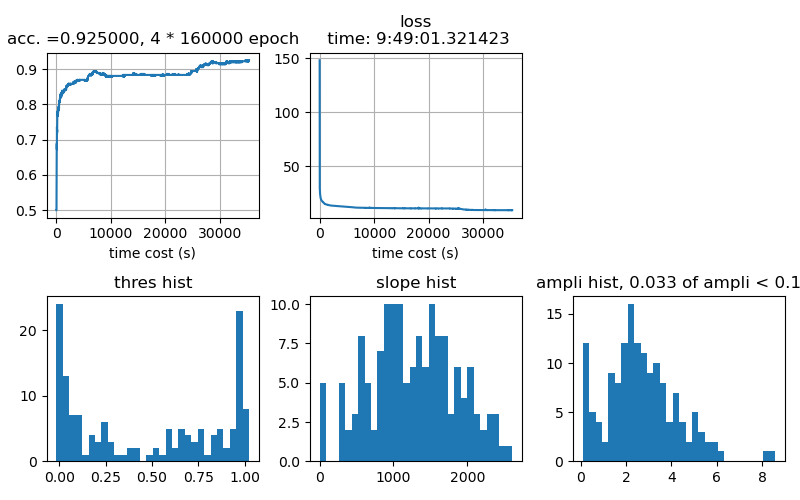 acc. =0.925000, 4 * 160000 epoch
0.9
0.8
0.7
0.6
0.5
0 10000 20000 30000
time cost (s)
loss
time: 9:49:01.321423
150
100
50
0 10000 20000 30000
time cost (s)
thres hist
20
10
0
0.00 0.25 0.50 0.75 1.00
slope hist
10.0
7.5
5.0
2.5
0.0
0 1000 2000
ampli hist, 0.033 of ampli < 0.1
15
10
5
0
0 2 4 6 8